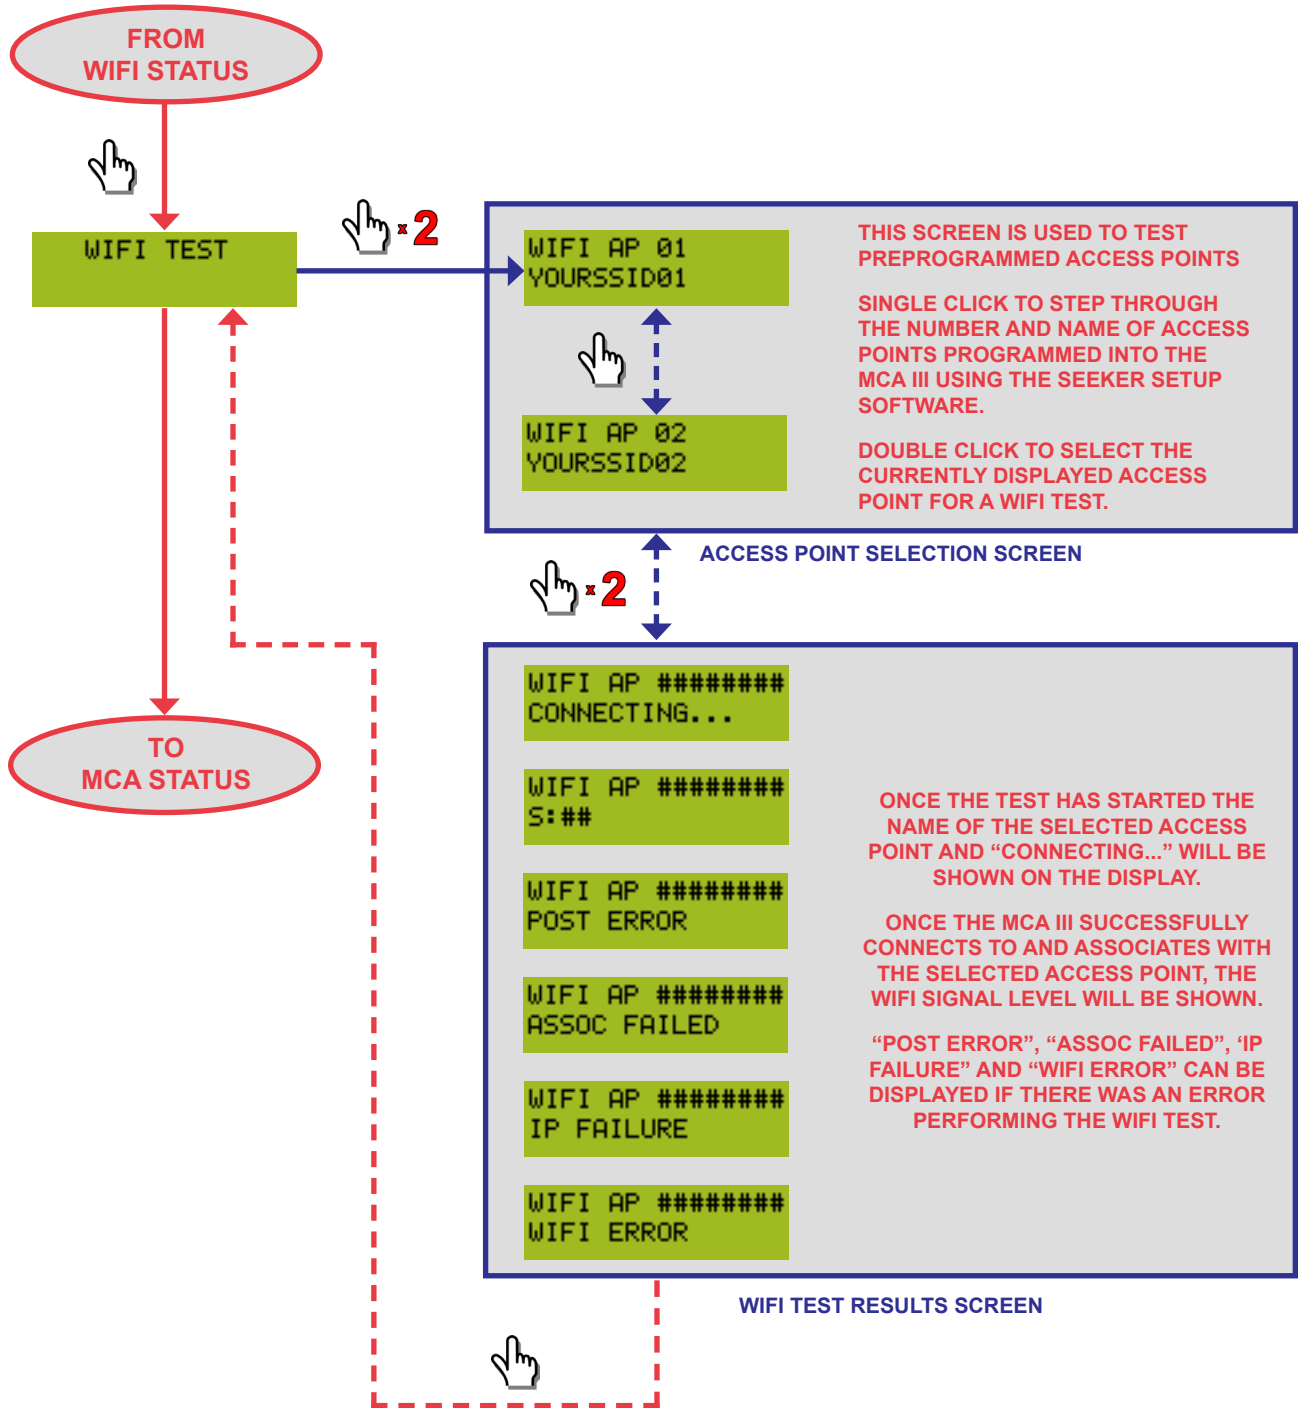 FROM
WIFI STATUS
WIFI TEST
x 2
WIFI AP 01
YOURSSID01
WIFI AP 02
YOURSSID02
THIS SCREEN IS USED TO TEST
PREPROGRAMMED ACCESS POINTS
SINGLE CLICK TO STEP THROUGH
THE NUMBER AND NAME OF ACCESS
POINTS PROGRAMMED INTO THE
MCA III USING THE SEEKER SETUP
SOFTWARE.
DOUBLE CLICK TO SELECT THE
CURRENTLY DISPLAYED ACCESS
POINT FOR A WIFI TEST.
ACCESS POINT SELECTION SCREEN
x 2
TO
MCA STATUS
WIFI AP ########
CONNECTING...
WIFI AP ########
S:##
WIFI AP ########
POST ERROR
WIFI AP ########
ASSOC FAILED
WIFI AP ########
IP FAILURE
WIFI AP ########
WIFI ERROR
ONCE THE TEST HAS STARTED THE
NAME OF THE SELECTED ACCESS
POINT AND “CONNECTING...” WILL BE
SHOWN ON THE DISPLAY.
ONCE THE MCA III SUCCESSFULLY
CONNECTS TO AND ASSOCIATES WITH
THE SELECTED ACCESS POINT, THE
WIFI SIGNAL LEVEL WILL BE SHOWN.
“POST ERROR”, “ASSOC FAILED”, ‘IP
FAILURE” AND “WIFI ERROR” CAN BE
DISPLAYED IF THERE WAS AN ERROR
PERFORMING THE WIFI TEST.
WIFI TEST RESULTS SCREEN